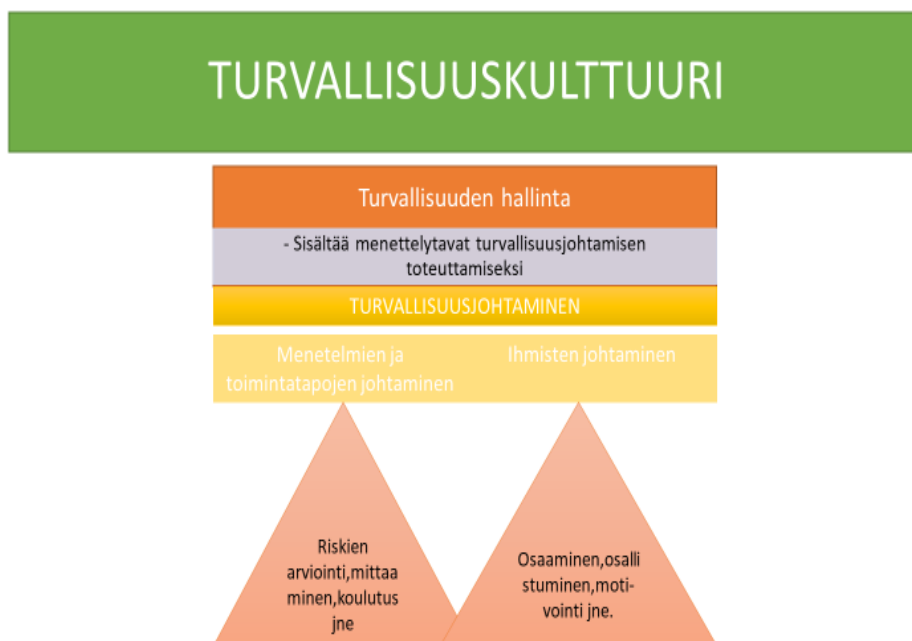 TURVALLISUUSKULTTUURI
Turvallisuuden hallinta
- Sisältää menettelytavat turvallisuusjohtamisen
toteuttamiseksi
TURVALLISUUSJOHTAMINEN
Menetelmien ja
toimintatapojen johtaminen
Ihmisten johtaminen
Riskien
arviointi,mittaa
minen,koulutus
jne
Osaaminen,osalli
stuminen,moti-
vointi jne.